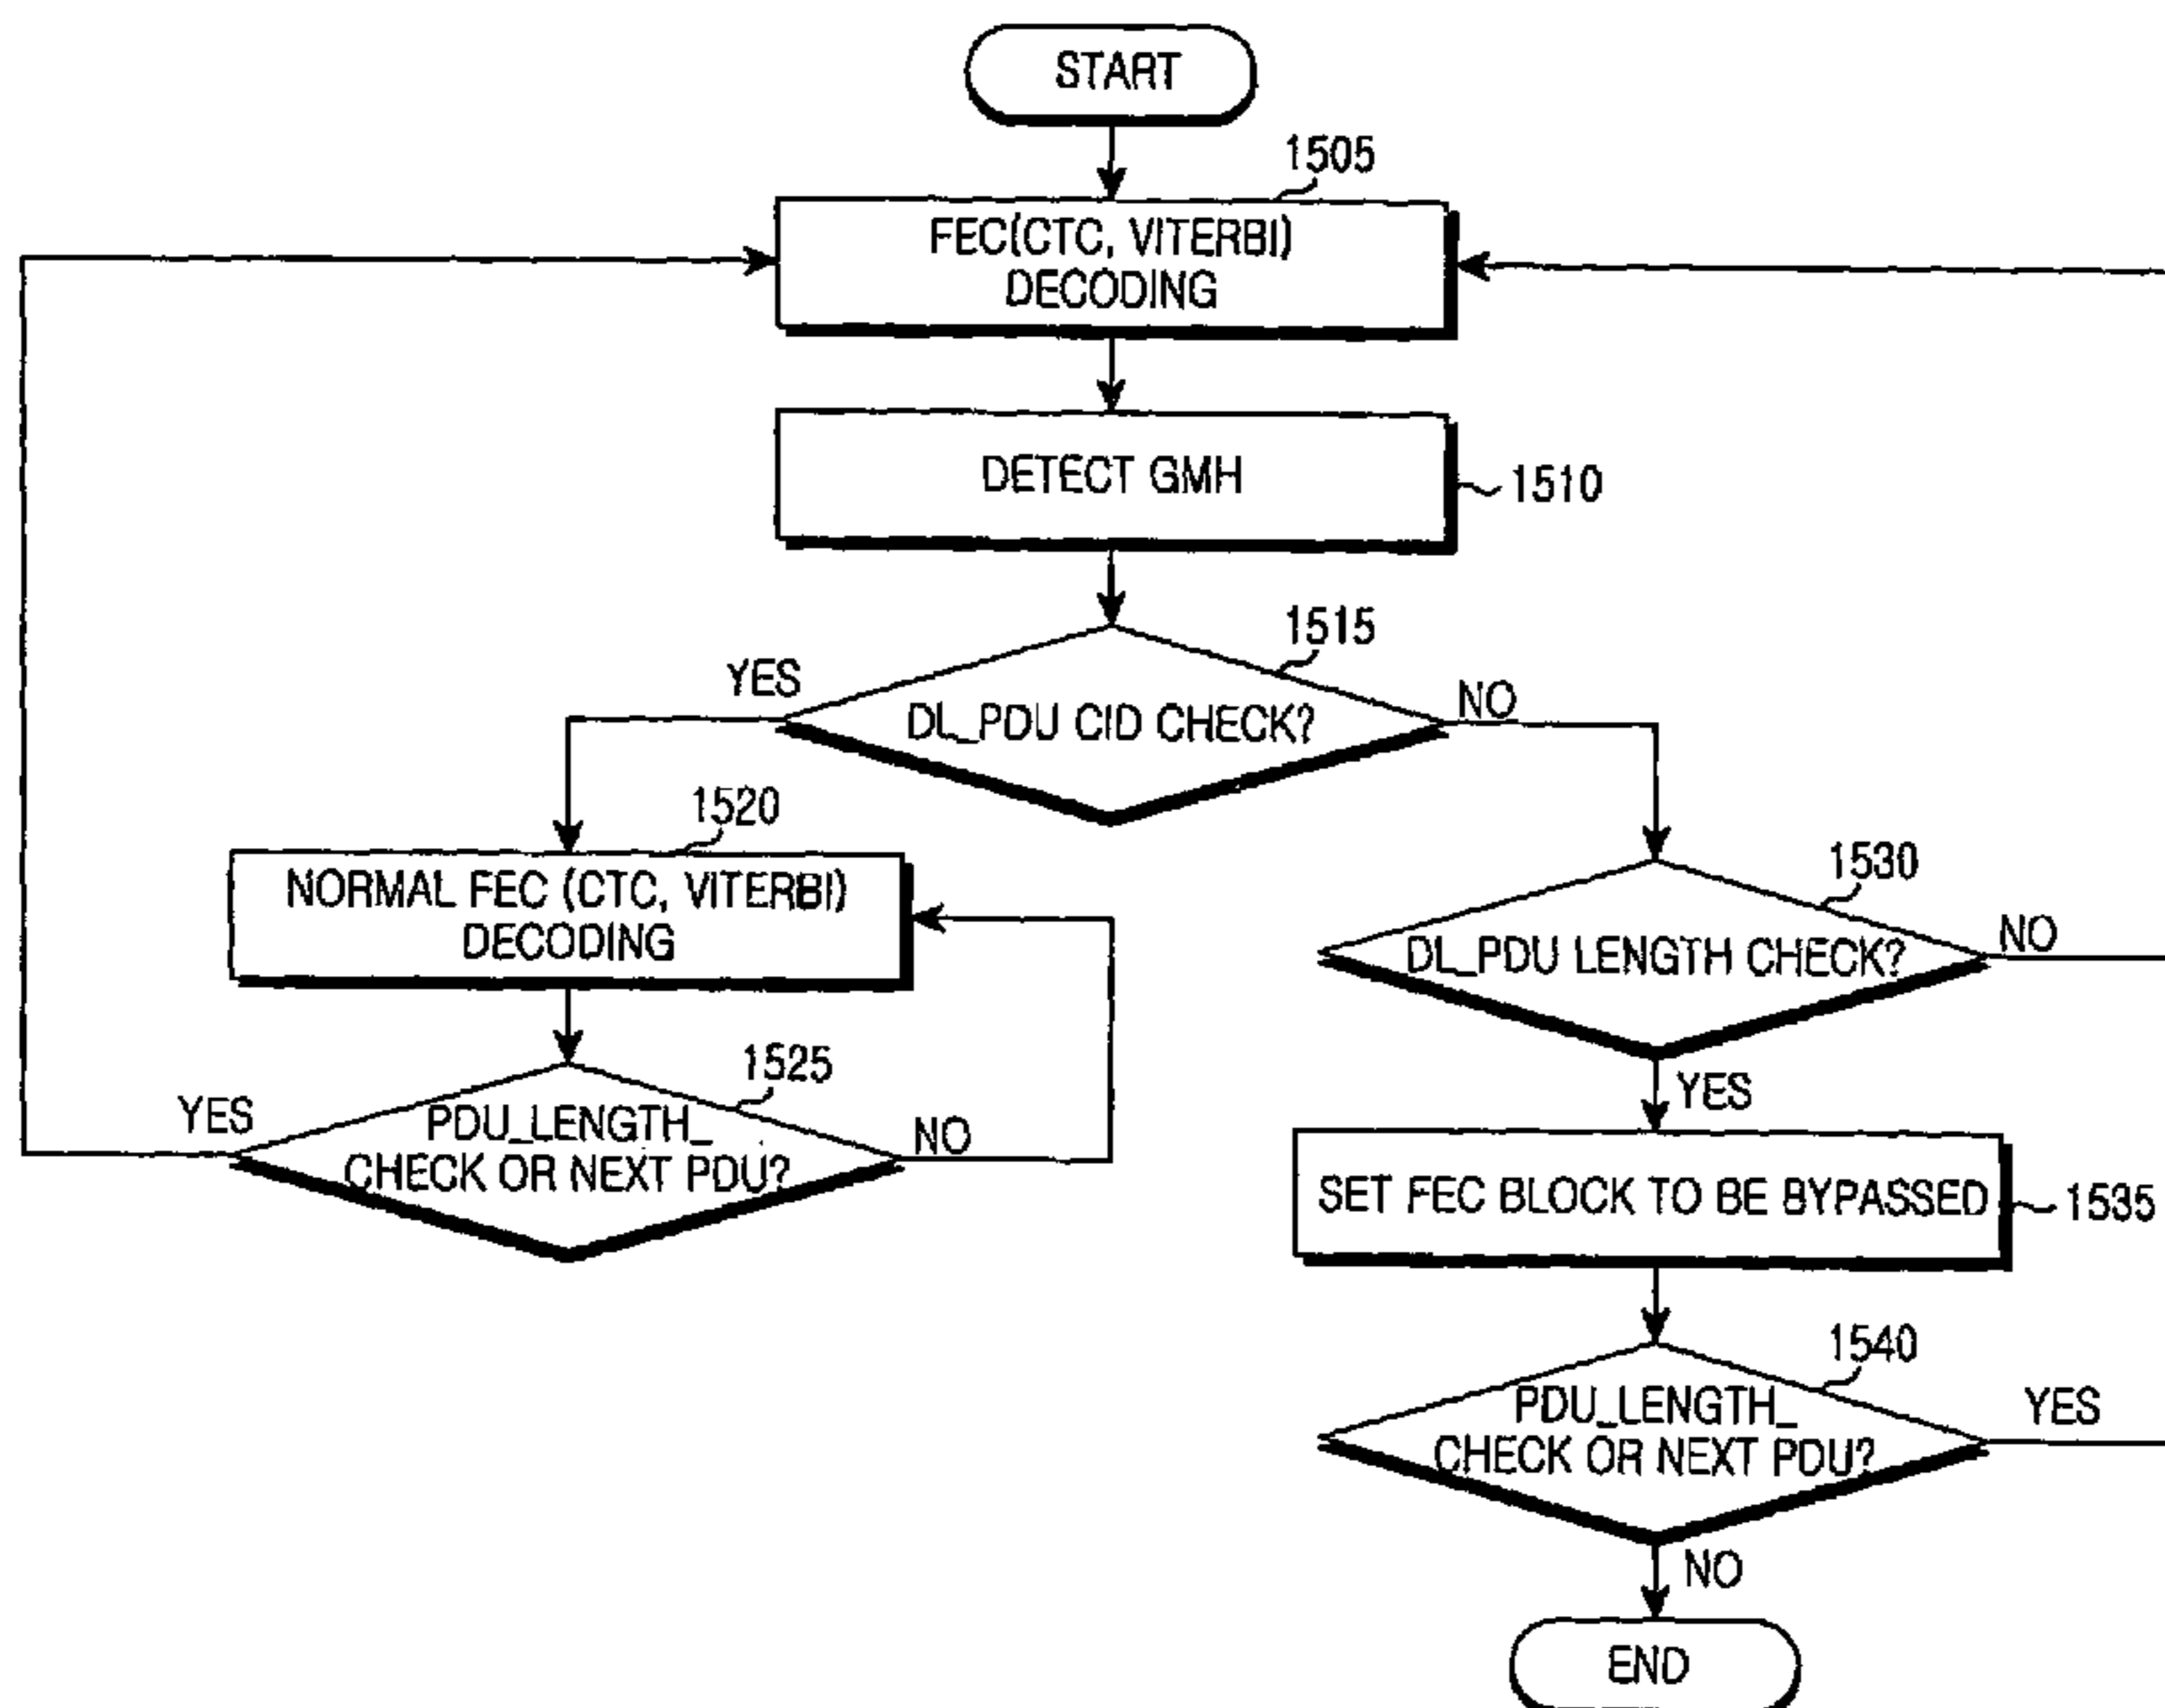 START
1505
FEC(CTC, VITERBI)
DECODING
DETECT GMH
1510
1515
YES
DL_PDU CID CHECK?
NO
1520
NORMAL FEC (CTC, VITERBI)
DECODING
1530
DL_PDU LENGTH CHECK?
NO
1525
YES
PDU_LENGTH_
CHECK OR NEXT PDU?
NO
YES
SET FEC BLOCK TO BE BYPASSED
1535
1540
PDU_LENGTH_
CHECK OR NEXT PDU?
YES
NO
END